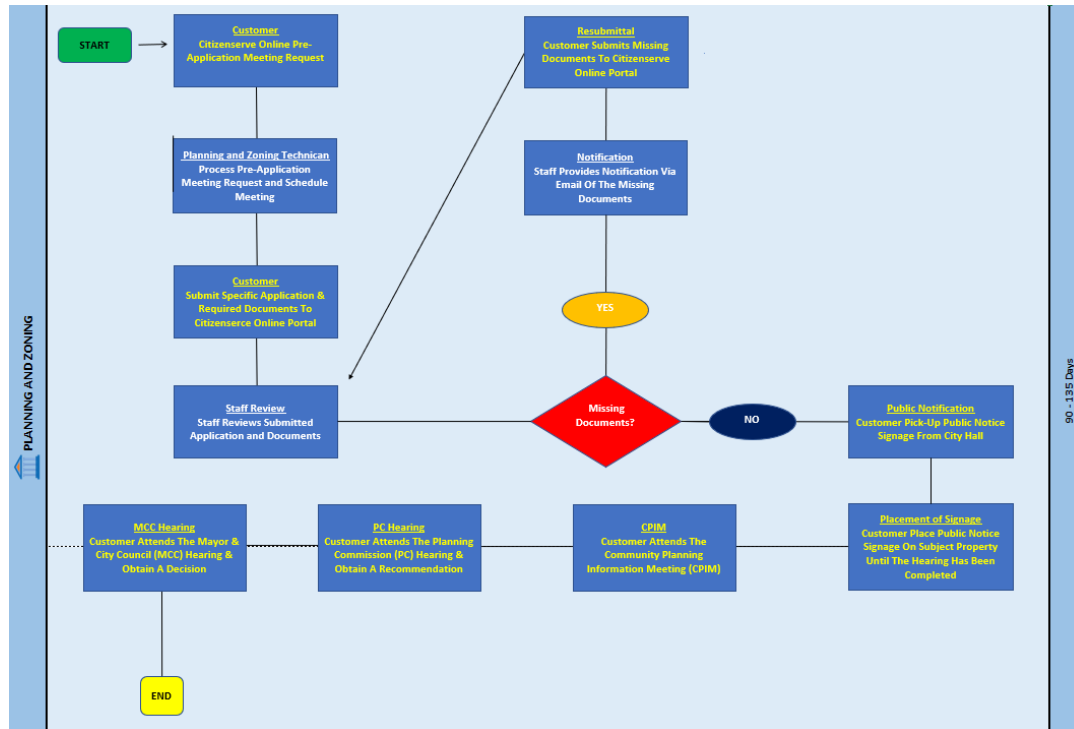 START
Customer
Citizenserve Online Pre-
Application Meeting Request
Planning and Zoning Technican
Process Pre-Application
Meeting Request and Schedule
Meeting
Customer
Submit Specific Application &
Required Documents To
Citizenserce Online Portal
Staff Review
Staff Reviews Submitted
Application and Documents
Resubmittal
Customer Submits Missing
Documents To Citizenserve
Online Portal
Notification
Staff Provides Notification Via
Email Of The Missing
Documents
YES
Missing
Documents?
NO
Public Notification
Customer Pick-Up Public Notice
Signage From City Hall
Placement of Signage
Customer Place Public Notice
Signage On Subject Property
Until The Hearing Has Been
Completed
CPIM
Customer Attends The
Community Planning
Information Meeting (CPIM)
PC Hearing
Customer Attends The Planning
Commission (PC) Hearing &
Obtain A Recommendation
MCC Hearing
Customer Attends The Mayor &
City Council (MCC) Hearing &
Obtain A Decision
END
PLANNING AND ZONING
90 - 135 Days